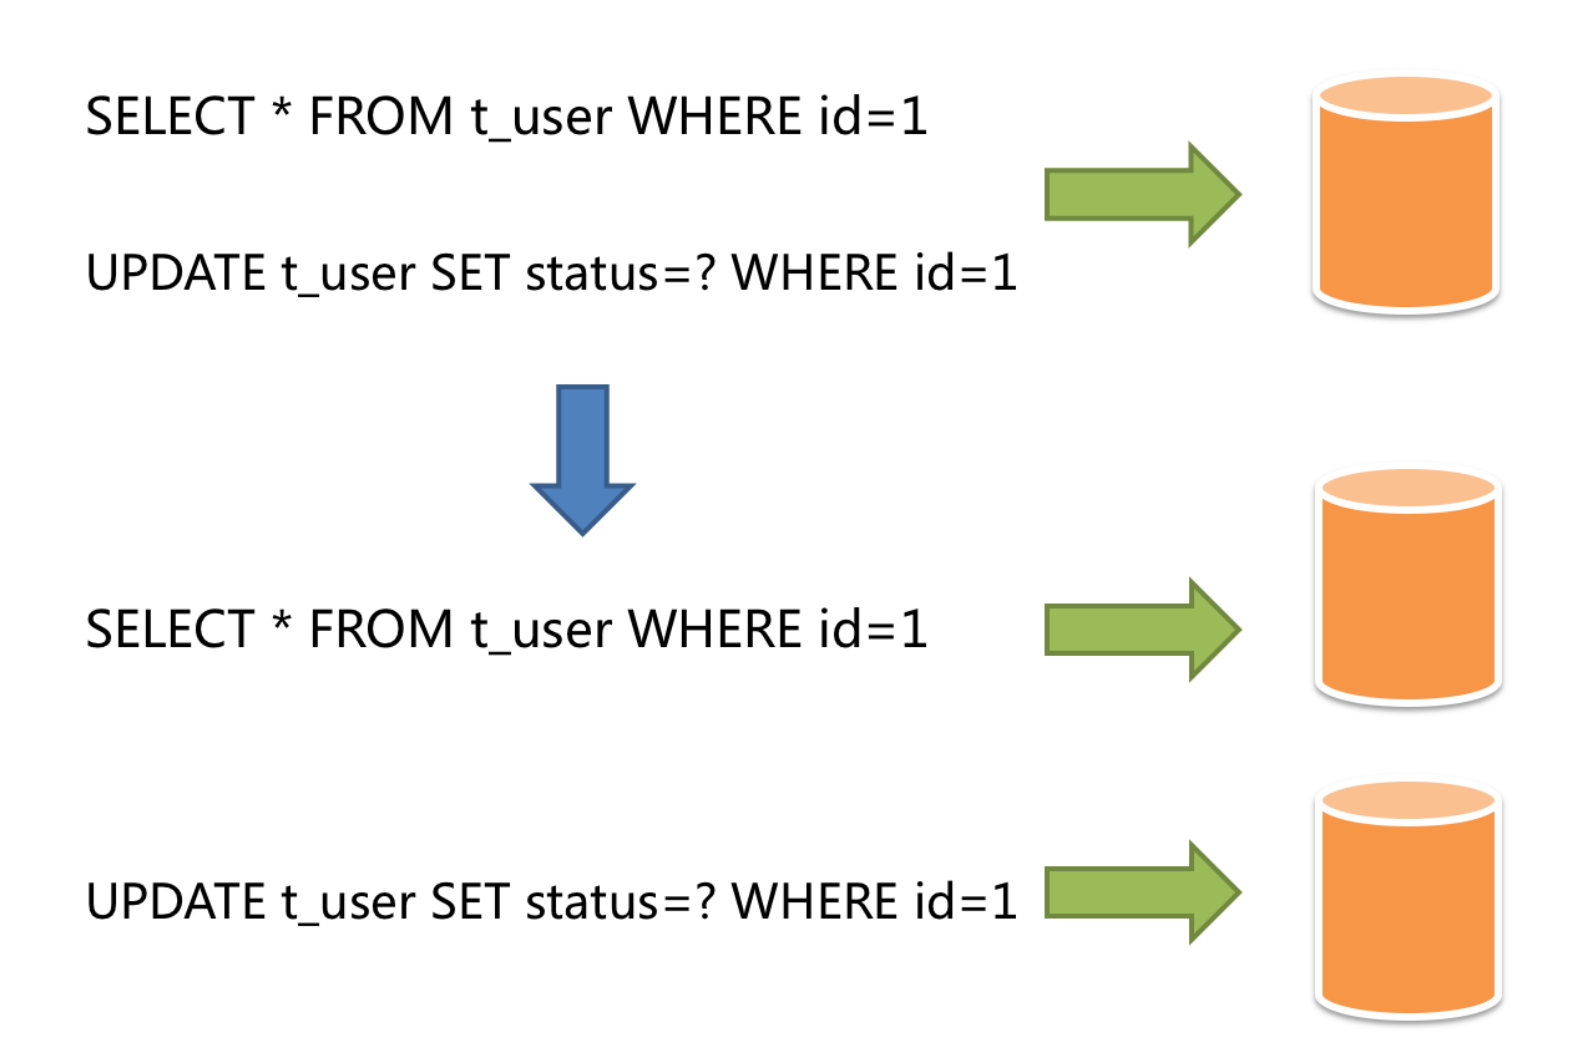 SELECT * FROM t_user WHERE id=1
UPDATE t_user SET status=? WHERE id=1
SELECT * FROM t_user WHERE id=1
UPDATE t_user SET status=? WHERE id=1